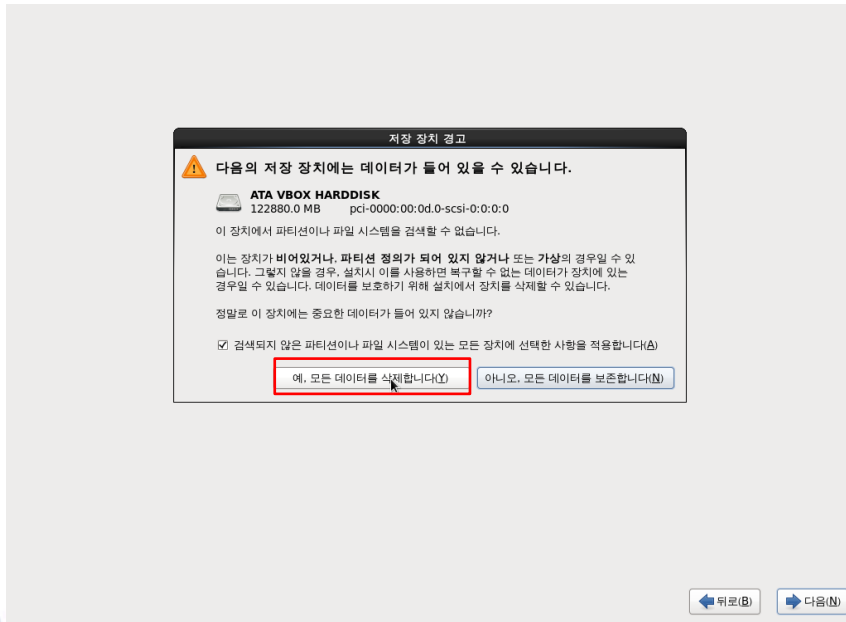 저장 장치 경고
다음의 저장 장치에는 데이터가 들어 있을 수 있습니다.
ATA VBOX HARDDISK
122880.0 MB pci-0000:00:0d.0-scsi-0:0:0:0
이 장치에서 파티션이나 파일 시스템을 검색할 수 없습니다.
이는 장치가 비어있거나, 파티션 정의가 되어 있지 않거나 또는 가상의 경우일 수 있
습니다. 그렇지 않을 경우, 설치시 이를 사용하면 복구할 수 없는 데이터가 장치에 있는
경우일 수 있습니다. 데이터를 보호하기 위해 설치에서 장치를 삭제할 수 있습니다.
정말로 이 장치에는 중요한 데이터가 들어 있지 않습니까?
검색되지 않은 파티션이나 파일 시스템이 있는 모든 장치에 선택한 사항을 적용합니다(A)
예, 모든 데이터를 삭제합니다(Y)
아니오, 모든 데이터를 보존합니다(N)
뒤로(B)
다음(N)